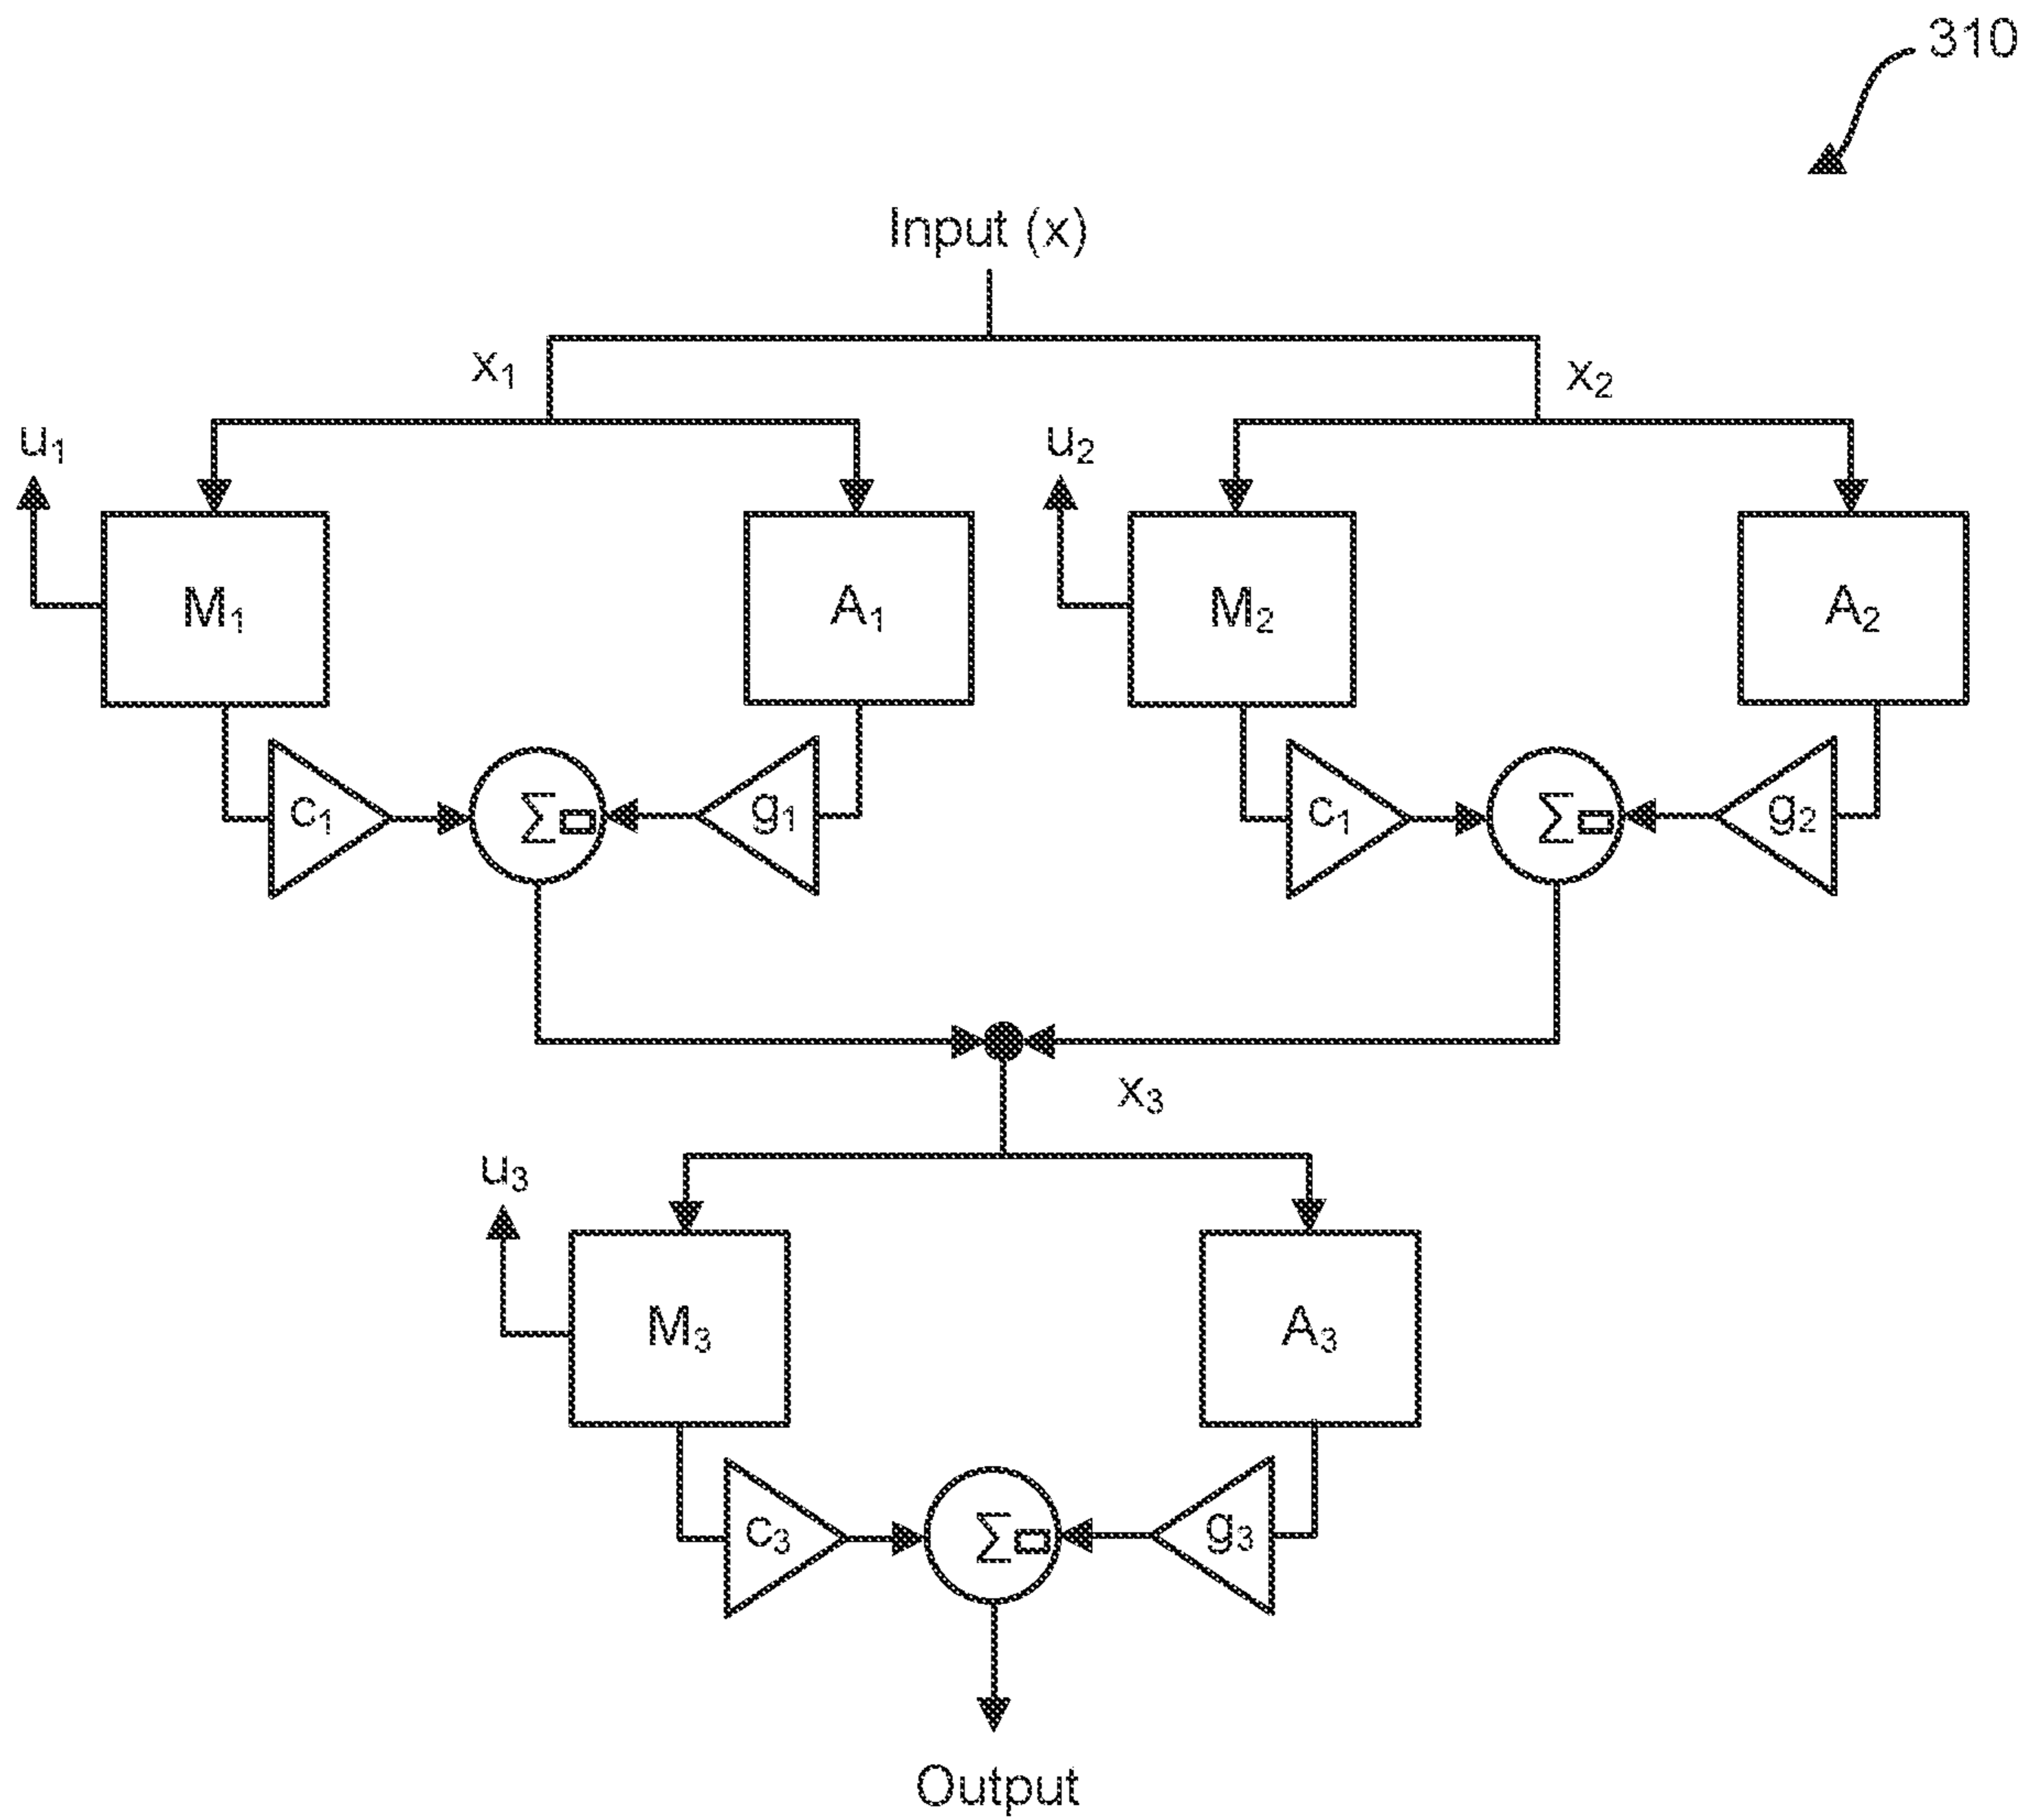 310
Input (x)
x1
x2
u1
u2
M1
A1
M2
A2
c1
Σ
g1
c1
Σ
g2
x3
u3
M3
A3
c3
Σ
g3
Output